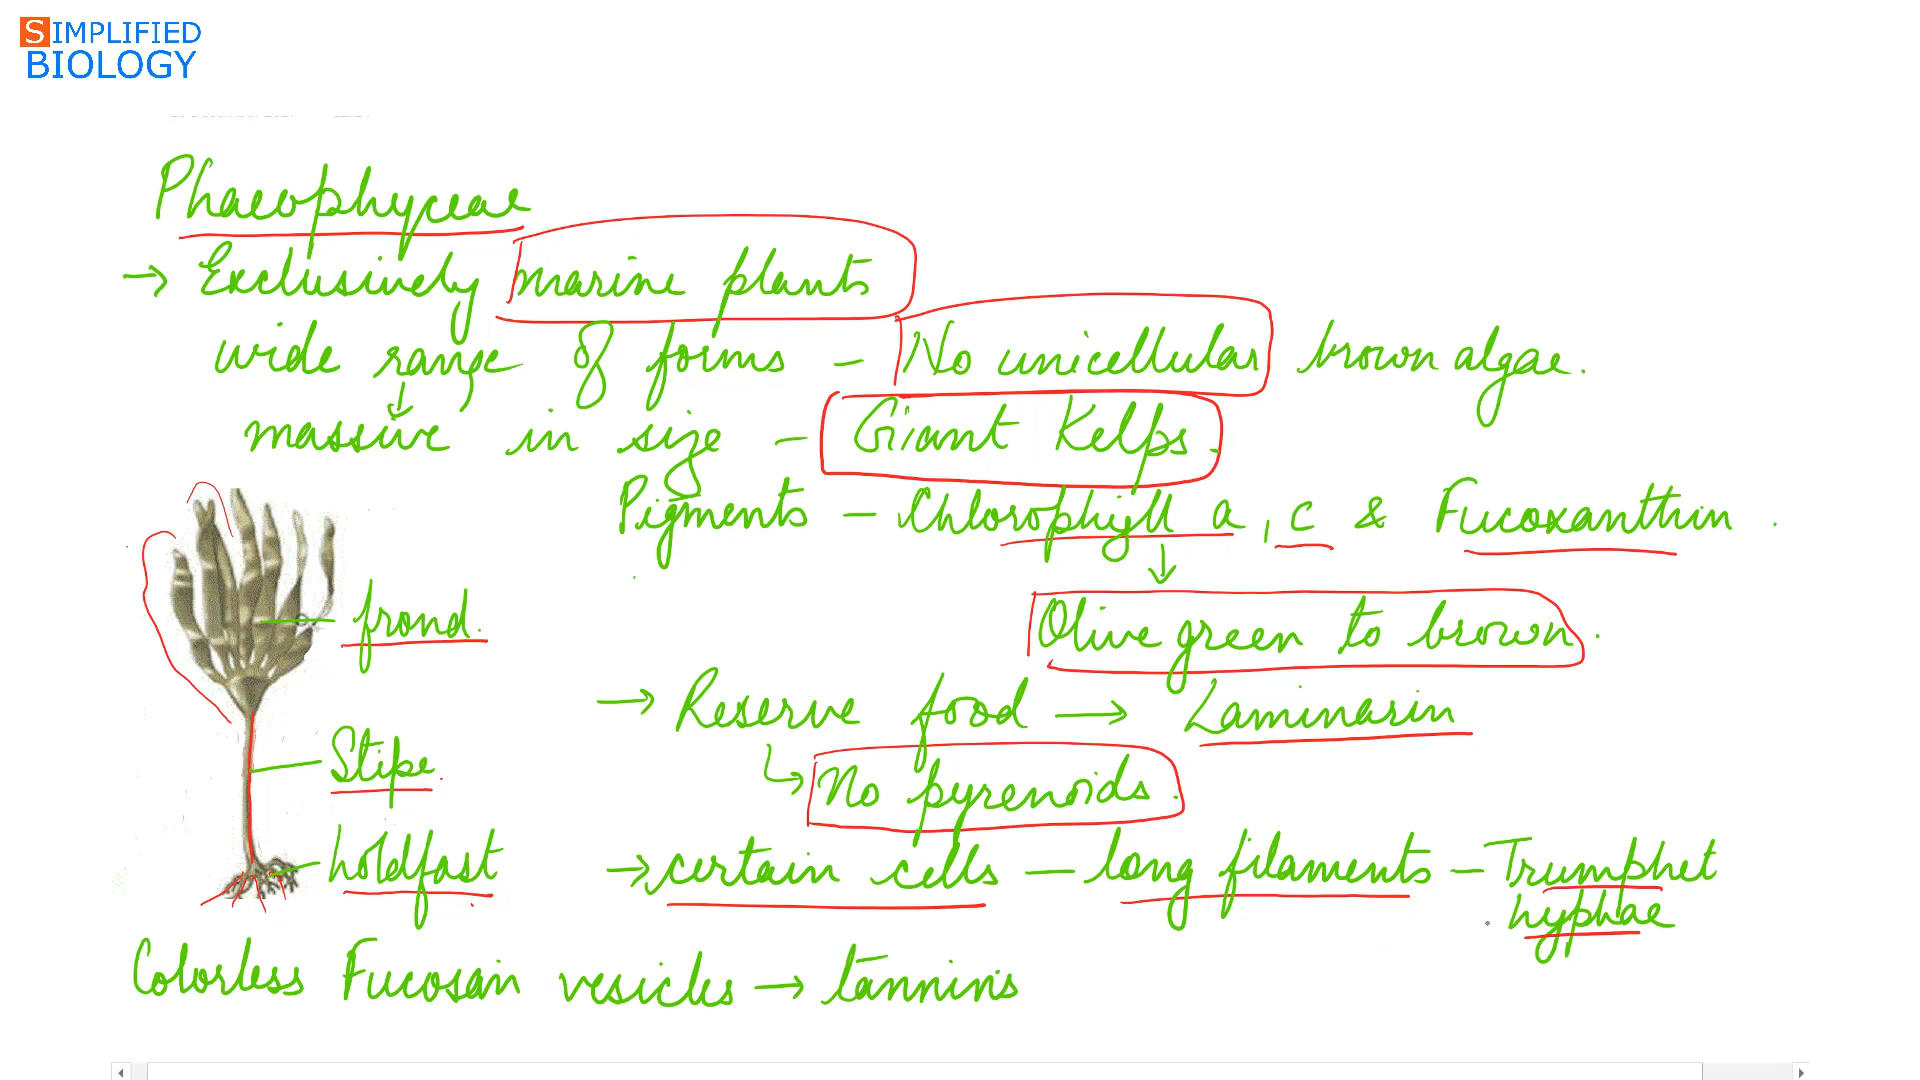 SIMPLIFIED
BIOLOGY
Phaeophyceae
→ Exclusively marine plants
wide range of forms – No unicellular brown algae.
massive in size – Giant Kelps.
Pigments – Chlorophyll a, c & Fucoxanthin.
Olive green to brown.
frond.
→ Reserve food → Laminarin
Stipe.
No pyrenoids.
holdfast
→ certain cells – long filaments – Trumphet
hyphae
Colorless Fucosan vesicles → tannins